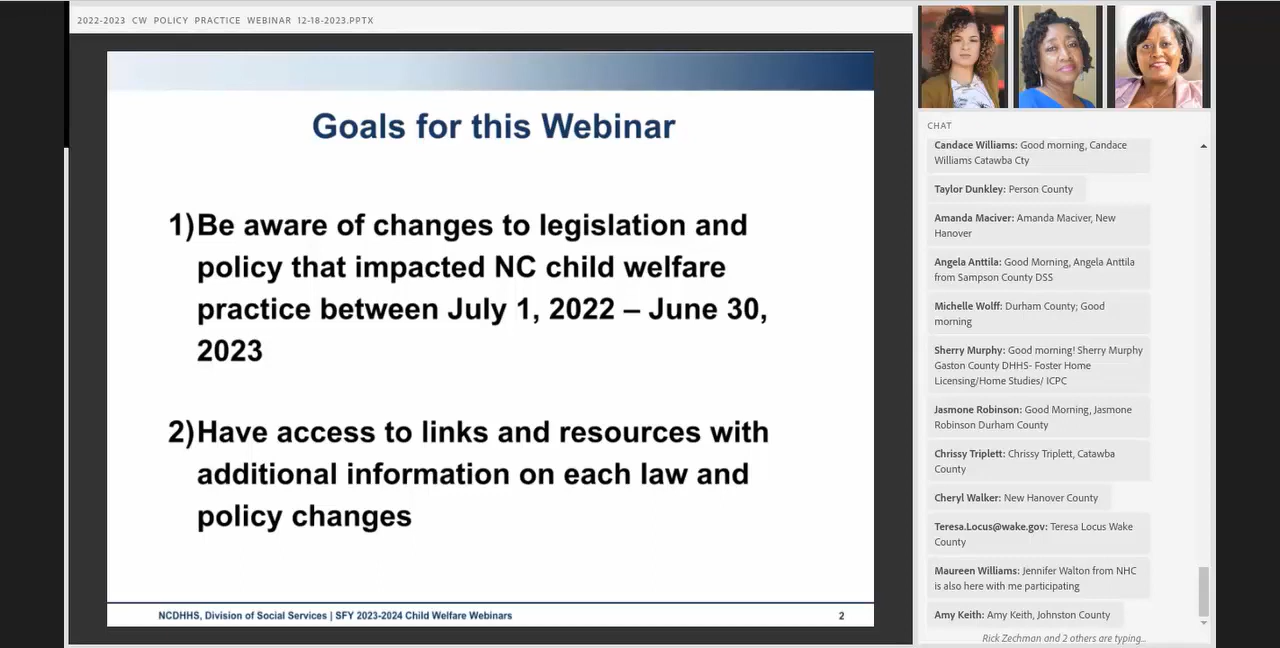 2022-2023 CW POLICY PRACTICE WEBINAR 12-18-2023.PPTX
Goals for this Webinar
1) Be aware of changes to legislation and
policy that impacted NC child welfare
practice between July 1, 2022 – June 30,
2023
2) Have access to links and resources with
additional information on each law and
policy changes
NCDHHS, Division of Social Services | SFY 2023-2024 Child Welfare Webinars
2
CHAT
Candace Williams: Good morning, Candace
Williams Catawba Cty
Taylor Dunkley: Person County
Amanda Maciver: Amanda Maciver, New
Hanover
Angela Anttila: Good Morning, Angela Anttila
from Sampson County DSS
Michelle Wolff: Durham County; Good
morning
Sherry Murphy: Good morning! Sherry Murphy
Gaston County DHHS- Foster Home
Licensing/Home Studies/ ICPC
Jasmone Robinson: Good Morning, Jasmone
Robinson Durham County
Chrissy Triplett: Chrissy Triplett, Catawba
County
Cheryl Walker: New Hanover County
Teresa.Locus@wake.gov: Teresa Locus Wake
County
Maureen Williams: Jennifer Walton from NHC
is also here with me participating
Amy Keith: Amy Keith, Johnston County
Rick Zechman and 2 others are typing...